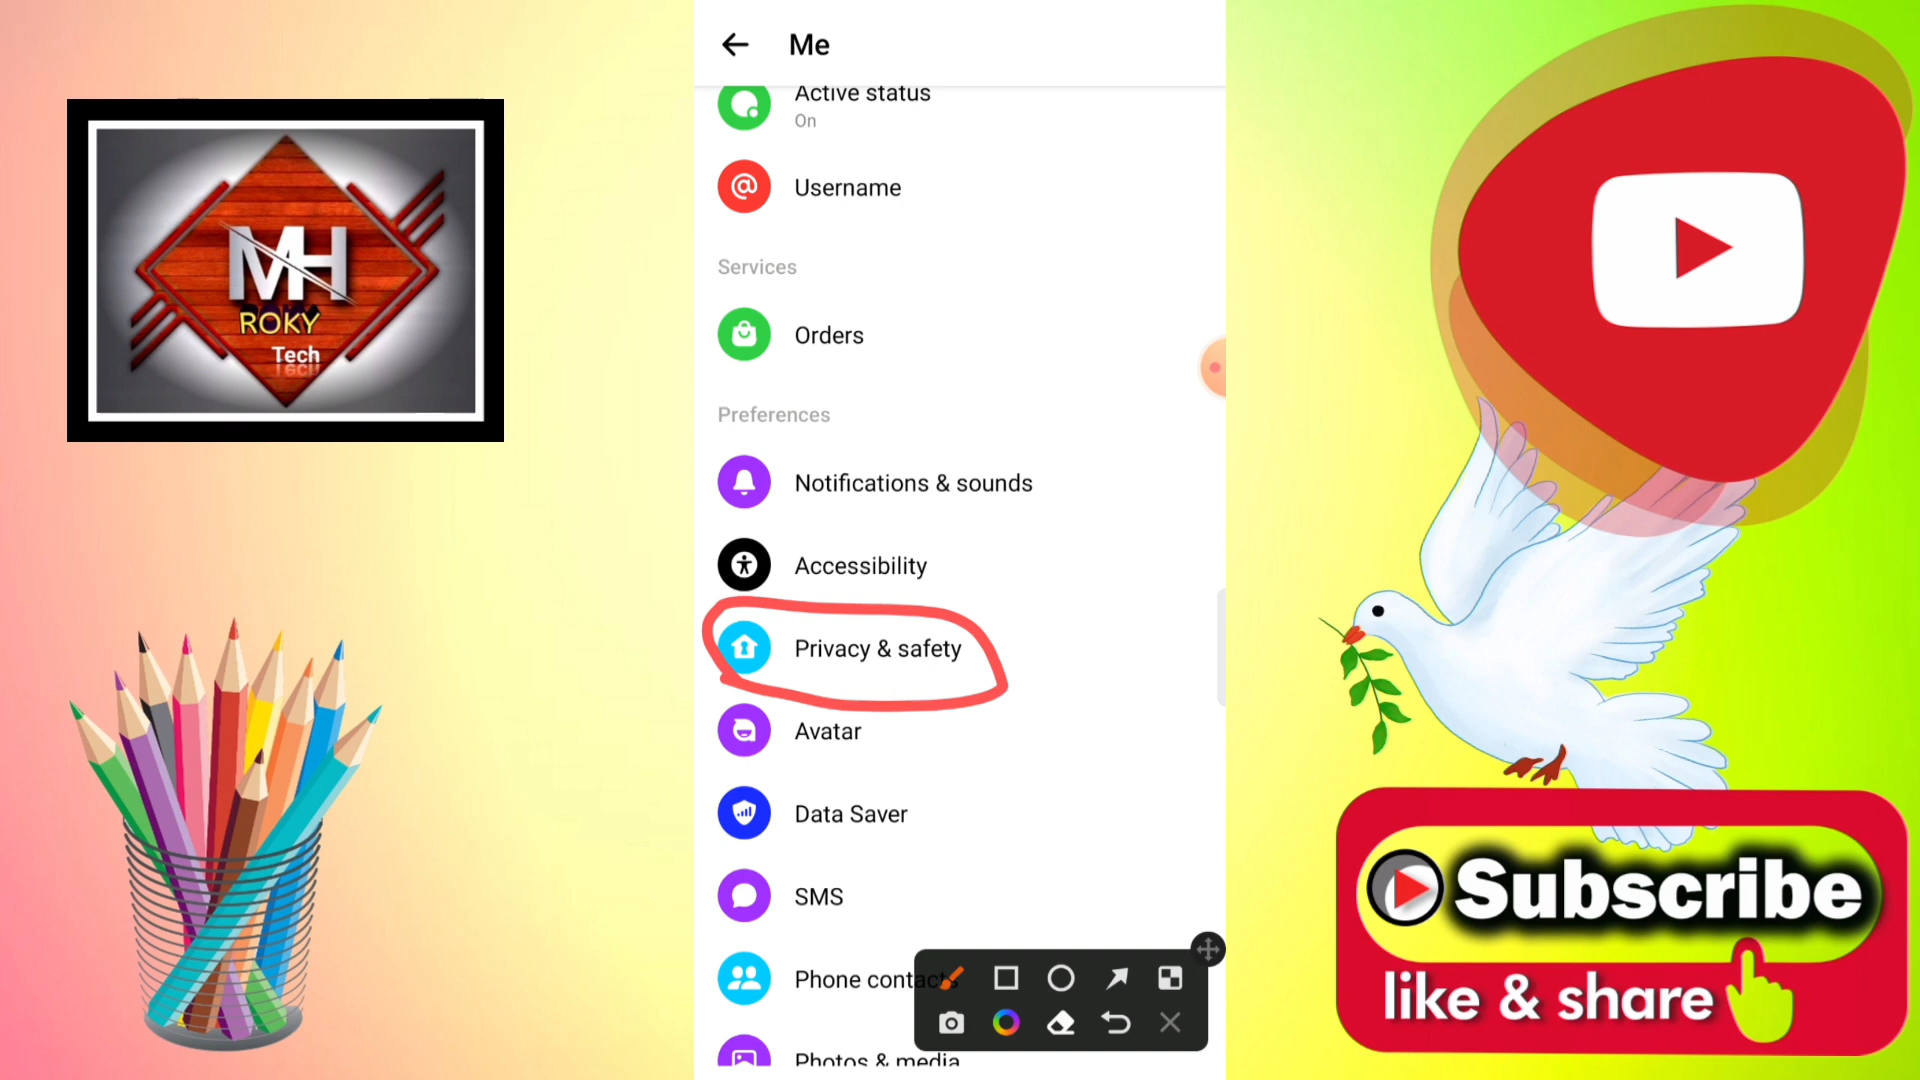 MH
ROKY
Tech
Me
Active status
On
Username
Services
Orders
Preferences
Notifications & sounds
Accessibility
Privacy & safety
Avatar
Data Saver
SMS
Phone contacts
Photos & media
Subscribe
like & share